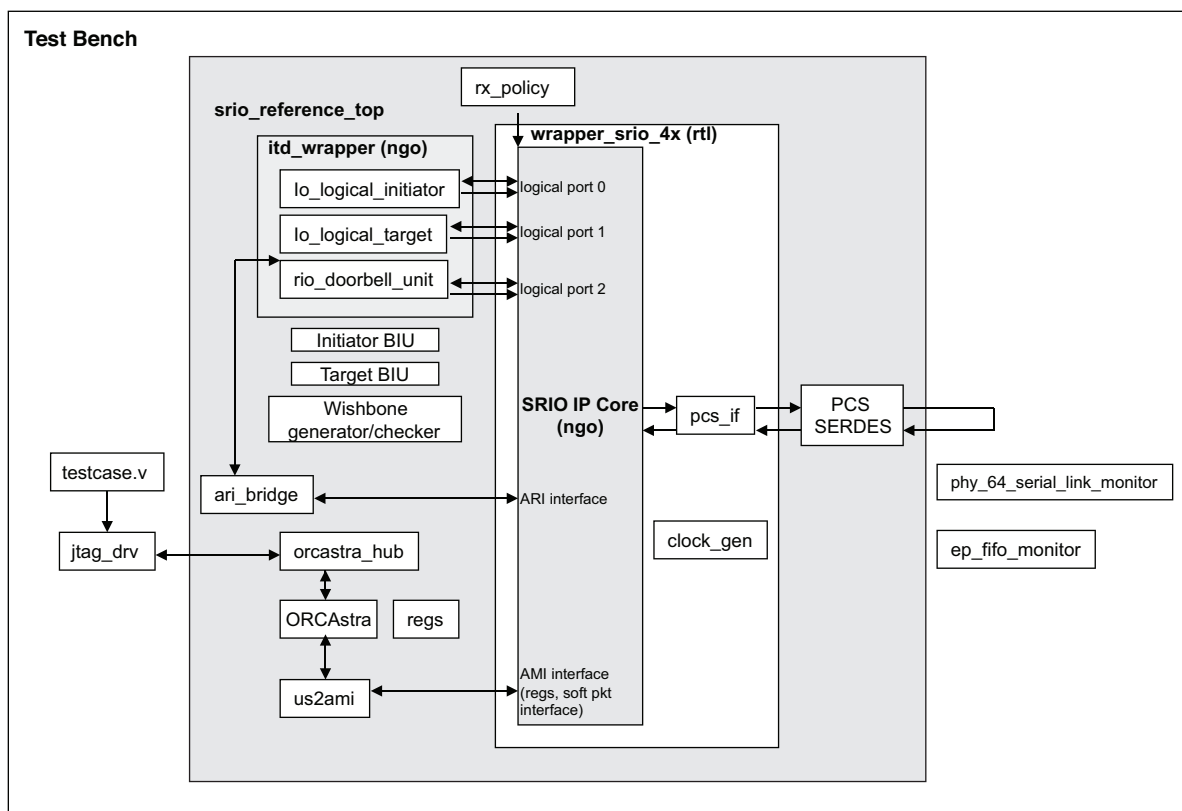 Test Bench
srio_reference_top
rx_policy
wrapper_srio_4x (rtl)
itd_wrapper (ngo)
Io_logical_initiator
logical port 0
Io_logical_target
logical port 1
rio_doorbell_unit
logical port 2
Initiator BIU
Target BIU
Wishbone
generator/checker
SRIO IP Core
(ngo)
pcs_if
PCS
SERDES
testcase.v
ari_bridge
ARI interface
phy_64_serial_link_monitor
jtag_drv
orcastra_hub
clock_gen
ep_fifo_monitor
ORCAstra
regs
us2ami
AMI interface
(regs, soft pkt
interface)